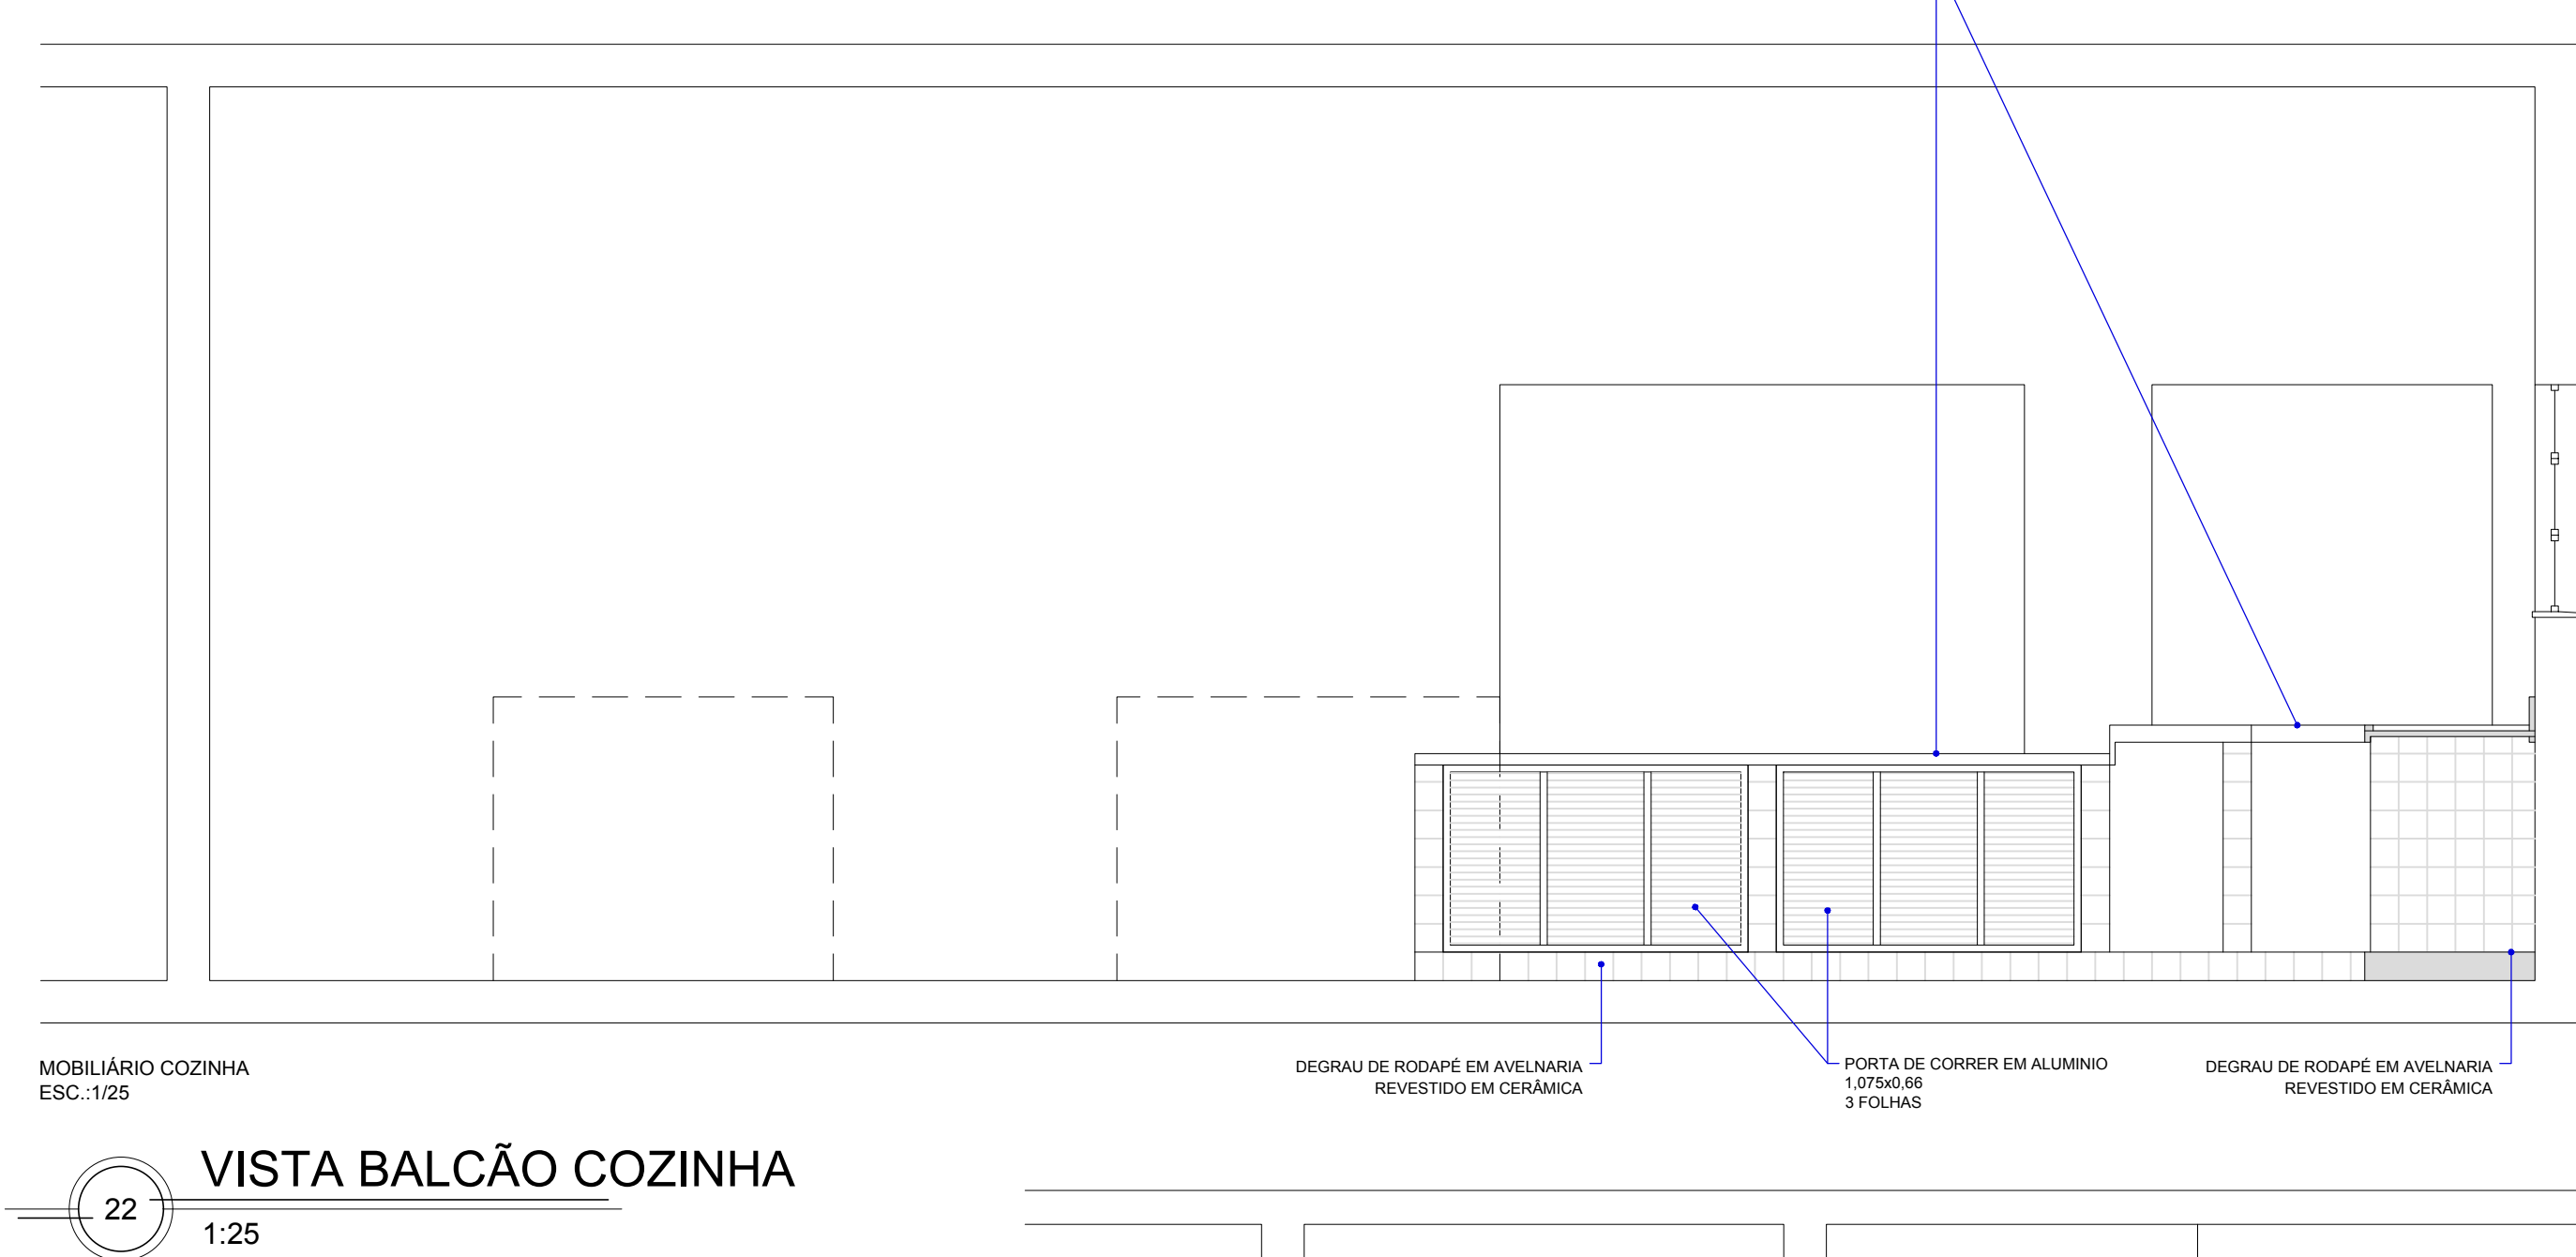 MOBILIÁRIO COZINHA
ESC.:1/25
DEGRAU DE RODAPÉ EM AVELNARIA
REVESTIDO EM CERÂMICA
PORTA DE CORRER EM ALUMINIO
1,075x0,66
3 FOLHAS
DEGRAU DE RODAPÉ EM AVELNARIA
REVESTIDO EM CERÂMICA
22
VISTA BALCÃO COZINHA
1:25